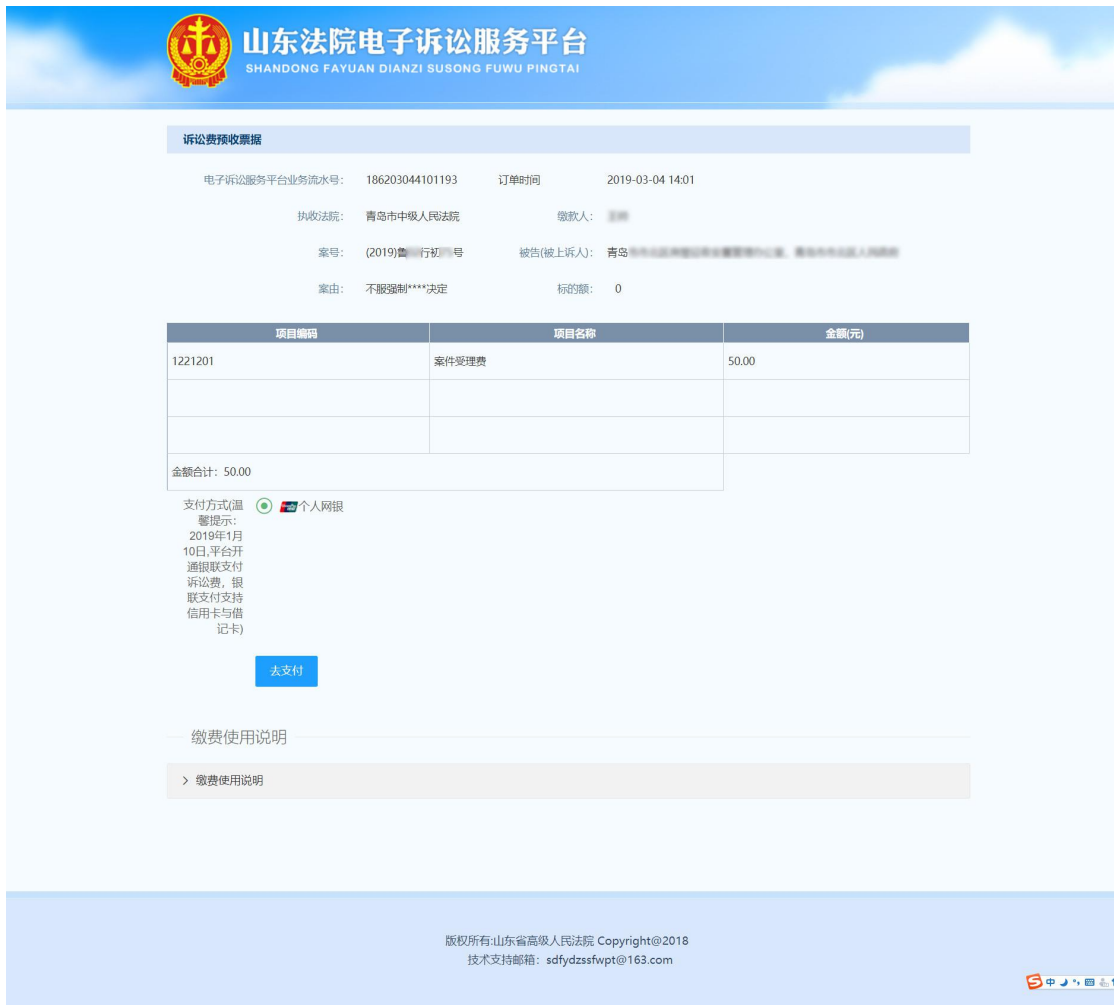 山东法院电子诉讼服务平台
SHANDONG FAYUAN DIANZI SUSONG FUWU PINGTAI
诉讼费预收票据
电子诉讼服务平台业务流水号: 186203044101193 订单时间 2019-03-04 14:01
执收法院: 青岛市中级人民法院 缴款人:
案号: (2019)鲁 行初 号 被告(被上诉人): 青岛
案由: 不服强制****决定 标的额: 0
项目编码 项目名称 金额(元)
1221201 案件受理费 50.00
金额合计: 50.00
支付方式(温
馨提示:
2019年1月
10日,平台开
通银联支付
诉讼费, 银
联支付支持
信用卡与借
记卡)
个人网银
去支付
缴费使用说明
缴费使用说明
版权所有:山东省高级人民法院 Copyright@2018
技术支持邮箱: sdfydzssfwpt@163.com
中